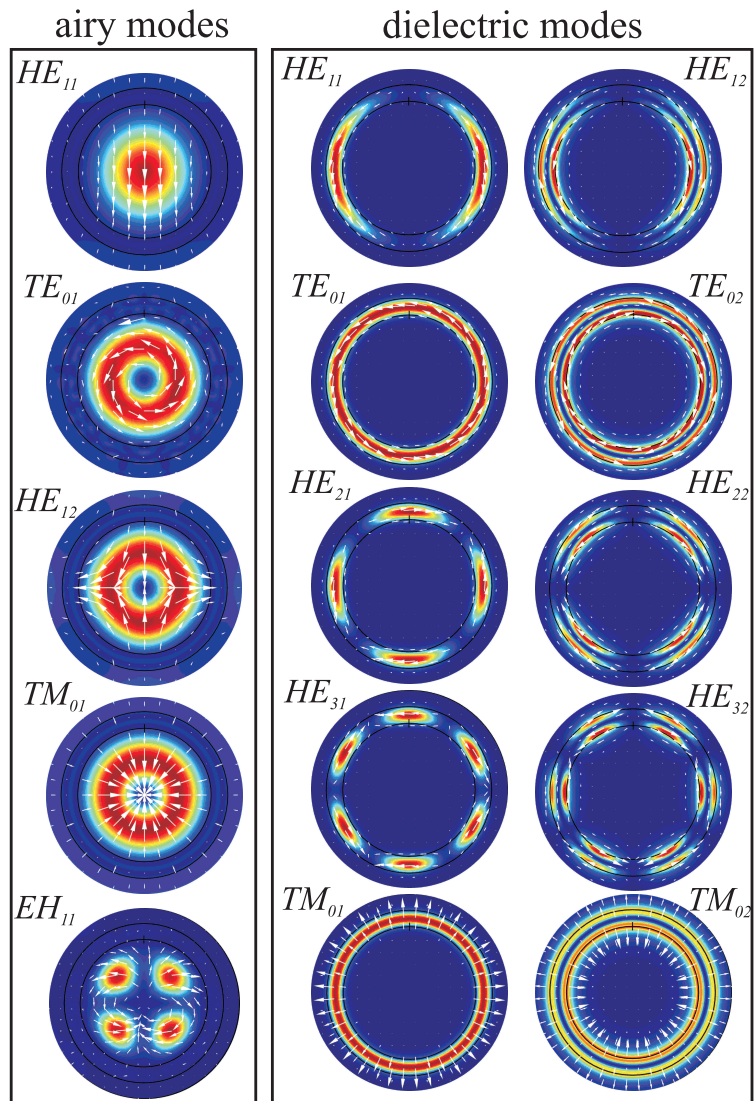 airy modes
HE₁₁
TE₀₁
HE₁₂
TM₀₁
EH₁₁
dielectric modes
HE₁₁ HE₁₂
TE₀₁ TE₀₂
HE₂₁ HE₂₂
HE₃₁ HE₃₂
TM₀₁ TM₀₂